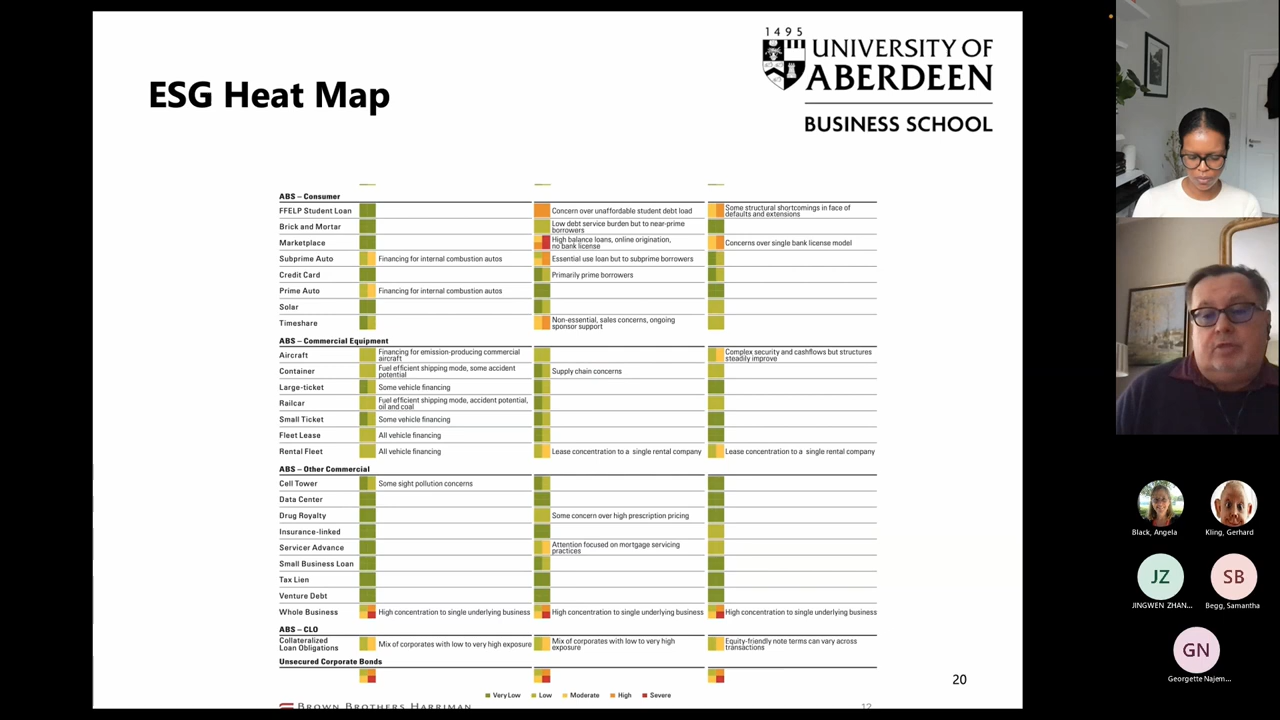 1495
UNIVERSITY OF
ABERDEEN
BUSINESS SCHOOL
ESG Heat Map
ABS – Consumer
FFELP Student Loan Concern over unaffordable student debt load Some structural shortcomings in face of
defaults and extensions
Brick and Mortar Low debt service burden but to near-prime
borrowers
Marketplace High balance loans, online origination,
no bank license Concerns over single bank license model
Subprime Auto Financing for internal combustion autos Essential use loan but to subprime borrowers
Credit Card Primarily prime borrowers
Prime Auto Financing for internal combustion autos
Solar
Timeshare Non-essential, sales concerns, ongoing
sponsor support
ABS – Commercial Equipment
Aircraft Financing for emission-producing commercial
aircraft Complex security and cashflows but structures
steadily improve
Container Fuel efficient shipping mode, some accident
potential Supply chain concerns
Large-ticket Some vehicle financing
Railcar Fuel efficient shipping mode, accident potential,
oil and coal
Small Ticket Some vehicle financing
Fleet Lease All vehicle financing
Rental Fleet All vehicle financing Lease concentration to a single rental company Lease concentration to a single rental company
ABS – Other Commercial
Cell Tower Some sight pollution concerns
Data Center
Drug Royalty Some concern over high prescription pricing
Insurance-linked
Servicer Advance Attention focused on mortgage servicing
practices
Small Business Loan
Tax Lien
Venture Debt
Whole Business High concentration to single underlying business High concentration to single underlying business High concentration to single underlying business
ABS – CLO
Collateralized
Loan Obligations Mix of corporates with low to very high exposure Mix of corporates with low to very high
exposure Equity-friendly note terms can vary across
transactions
Unsecured Corporate Bonds
Very Low Low Moderate High Severe
BROWN BROTHERS HARRIMAN 12
20
Black, Angela
Kling, Gerhard
JZ
JINGWEN ZHAN...
SB
Begg, Samantha
GN
Georgette Najem...